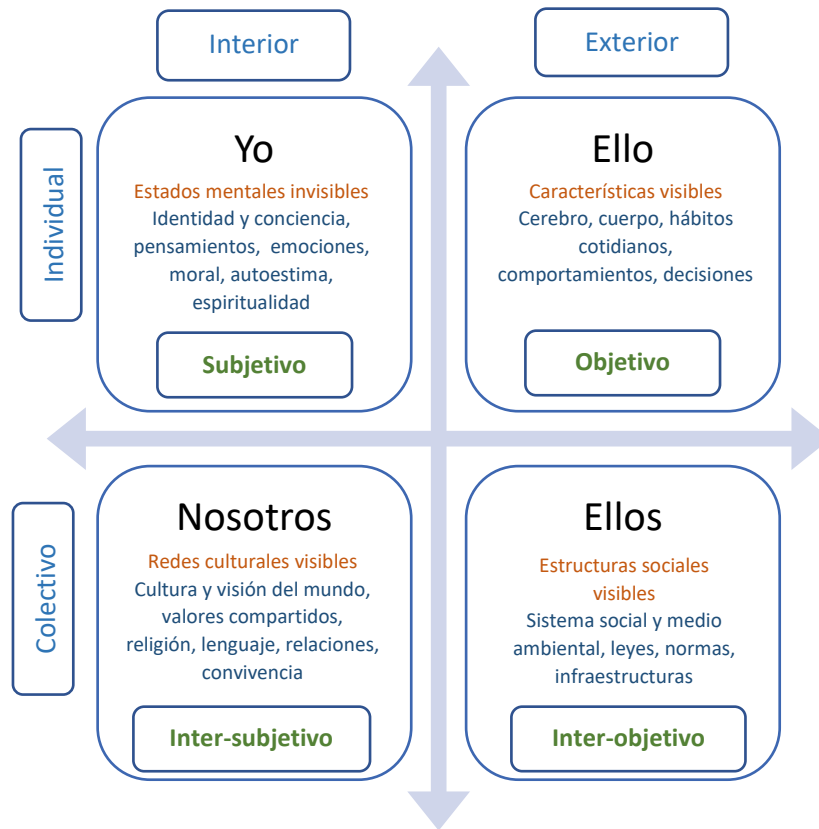 Interior
Exterior
Individual
Yo
Estados mentales invisibles
Identidad y conciencia,
pensamientos, emociones,
moral, autoestima,
espiritualidad
Subjetivo
Ello
Características visibles
Cerebro, cuerpo, hábitos
cotidianos,
comportamientos, decisiones
Objetivo
Colectivo
Nosotros
Redes culturales visibles
Cultura y visión del mundo,
valores compartidos,
religión, lenguaje, relaciones,
convivencia
Inter-subjetivo
Ellos
Estructuras sociales
visibles
Sistema social y medio
ambiental, leyes, normas,
infraestructuras
Inter-objetivo